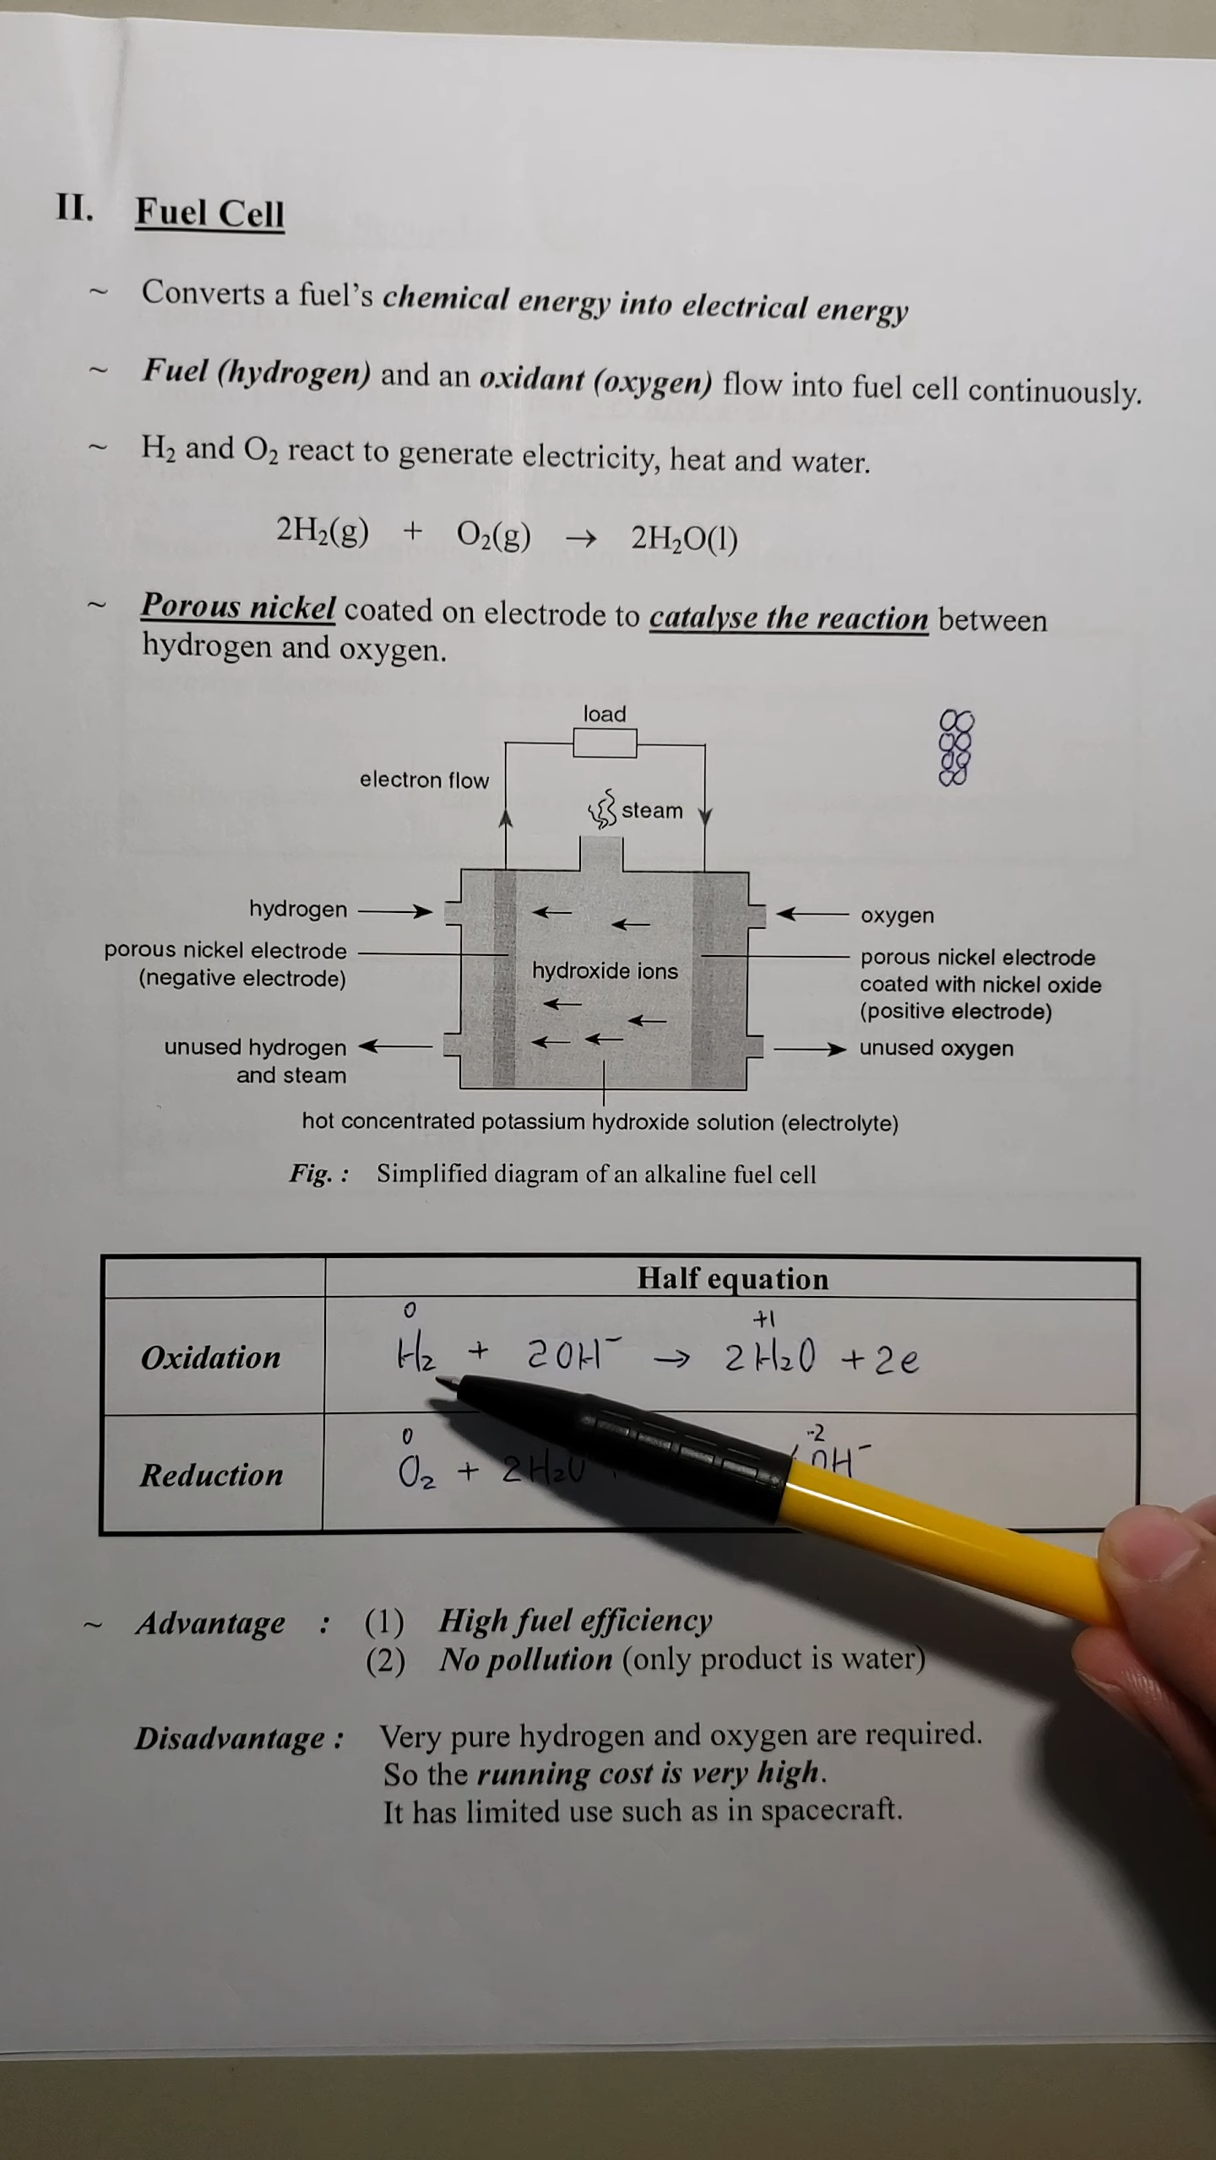 II. Fuel Cell
~ Converts a fuel's chemical energy into electrical energy
~ Fuel (hydrogen) and an oxidant (oxygen) flow into fuel cell continuously.
~ H₂ and O₂ react to generate electricity, heat and water.
2H₂(g) + O₂(g) → 2H₂O(l)
~ Porous nickel coated on electrode to catalyse the reaction between
hydrogen and oxygen.
load
electron flow
steam
hydrogen
oxygen
porous nickel electrode
(negative electrode)
hydroxide ions
porous nickel electrode
coated with nickel oxide
(positive electrode)
unused hydrogen
and steam
unused oxygen
hot concentrated potassium hydroxide solution (electrolyte)
Fig. : Simplified diagram of an alkaline fuel cell
Half equation
0 +1
Oxidation H₂ + 2OH⁻ → 2H₂O + 2e
0 -2
Reduction O₂ + 2H₂O OH⁻
~ Advantage : (1) High fuel efficiency
(2) No pollution (only product is water)
Disadvantage : Very pure hydrogen and oxygen are required.
So the running cost is very high.
It has limited use such as in spacecraft.